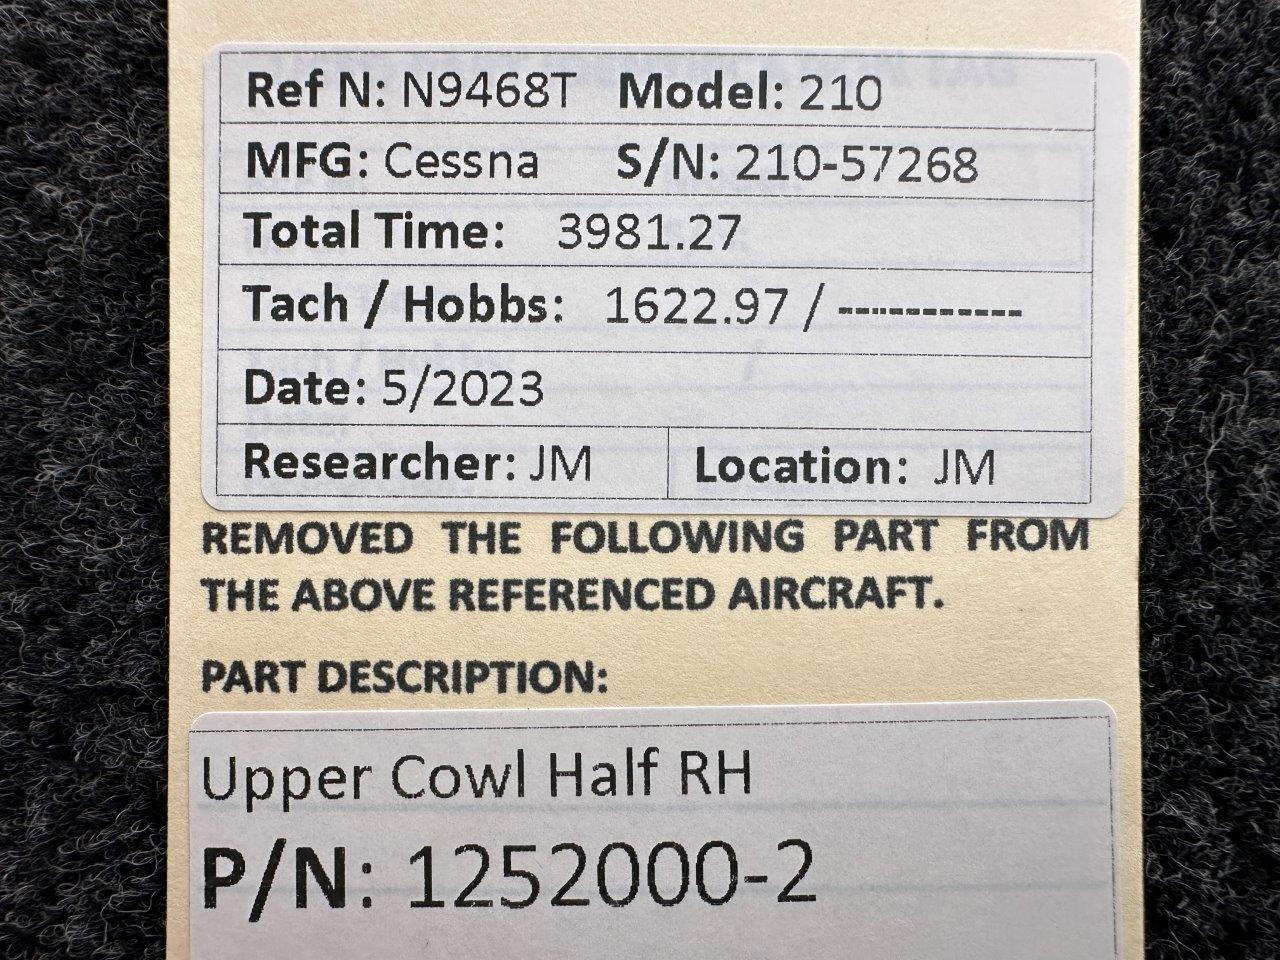 Ref N: N9468T Model: 210
MFG: Cessna S/N: 210-57268
Total Time: 3981.27
Tach / Hobbs: 1622.97 / -----------
Date: 5/2023
Researcher: JM Location: JM
REMOVED THE FOLLOWING PART FROM
THE ABOVE REFERENCED AIRCRAFT.
PART DESCRIPTION:
Upper Cowl Half RH
P/N: 1252000-2